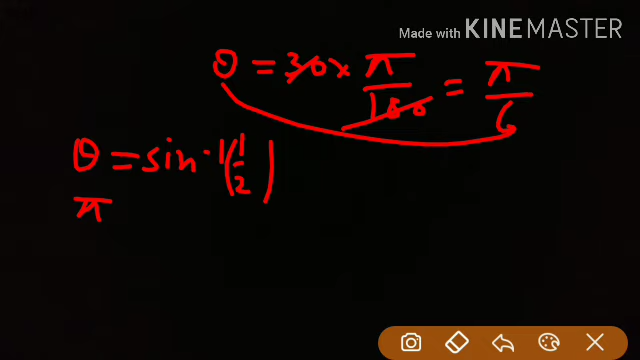 Made with KINEMASTER
θ = 30 × π/180 = π/6
θ = sin⁻¹(1/2)
π